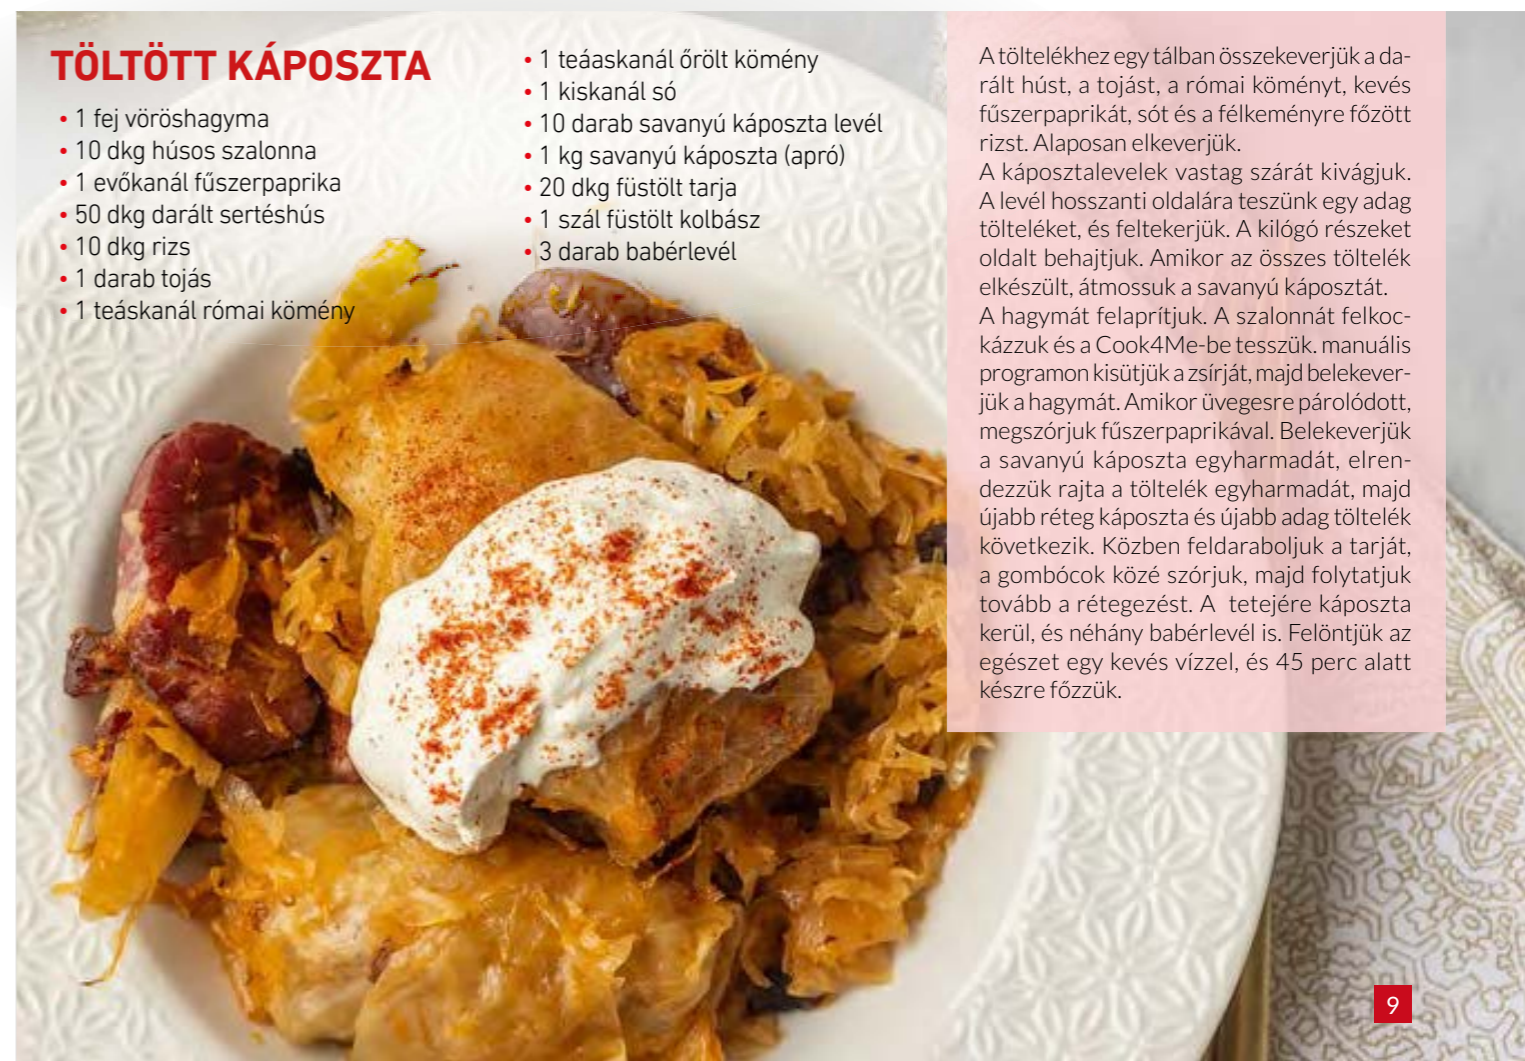 TÖLTÖTT KÁPOSZTA
• 1 fej vöröshagyma
• 10 dkg húsos szalonna
• 1 evőkanál fűszerpaprika
• 50 dkg darált sertéshús
• 10 dkg rizs
• 1 darab tojás
• 1 teáskanál római kömény
• 1 teáaskanál őrölt kömény
• 1 kiskanál só
• 10 darab savanyú káposzta levél
• 1 kg savanyú káposzta (apró)
• 20 dkg füstölt tarja
• 1 szál füstölt kolbász
• 3 darab babérlevél
A töltelékhez egy tálban összekeverjük a da-
rált húst, a tojást, a római köményt, kevés
fűszerpaprikát, sót és a félkeményre főzött
rizst. Alaposan elkeverjük.
A káposztalevelek vastag szárát kivágjuk.
A levél hosszanti oldalára teszünk egy adag
tölteléket, és feltekerjük. A kilógó részeket
oldalt behajtjuk. Amikor az összes töltelék
elkészült, átmossuk a savanyú káposztát.
A hagymát felaprítjuk. A szalonnát felkoc-
kázzuk és a Cook4Me-be tesszük. manuális
programon kisütjük a zsírját, majd belekever-
jük a hagymát. Amikor üvegesre párolódott,
megszórjuk fűszerpaprikával. Belekeverjük
a savanyú káposzta egyharmadát, elren-
dezzük rajta a töltelék egyharmadát, majd
újabb réteg káposzta és újabb adag töltelék
következik. Közben feldaraboljuk a tarját,
a gombócok közé szórjuk, majd folytatjuk
tovább a rétegezést. A tetejére káposzta
kerül, és néhány babérlevél is. Felöntjük az
egészet egy kevés vízzel, és 45 perc alatt
készre főzzük.
9